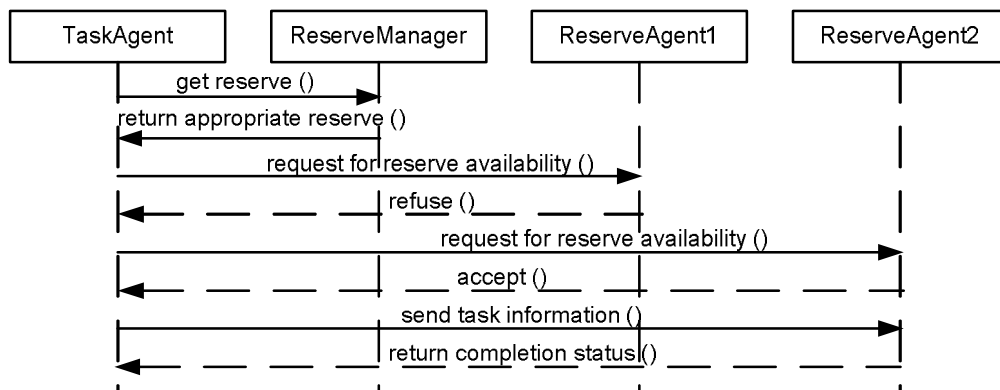 TaskAgent
ReserveManager
ReserveAgent1
ReserveAgent2
get reserve ()
return appropriate reserve ()
request for reserve availability ()
refuse ()
request for reserve availability ()
accept ()
send task information ()
return completion status ()